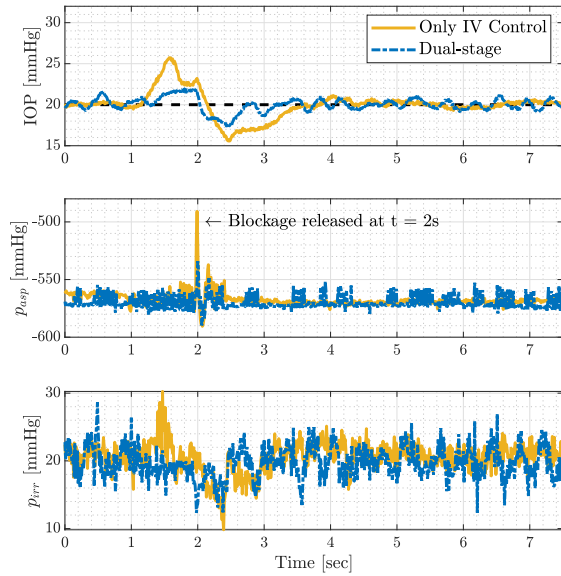 Only IV Control
Dual-stage
IOP [mmHg]
30
25
20
15
0 1 2 3 4 5 6 7
← Blockage released at t = 2s
p_asp [mmHg]
-500
-550
-600
0 1 2 3 4 5 6 7
p_irr [mmHg]
30
20
10
0 1 2 3 4 5 6 7
Time [sec]